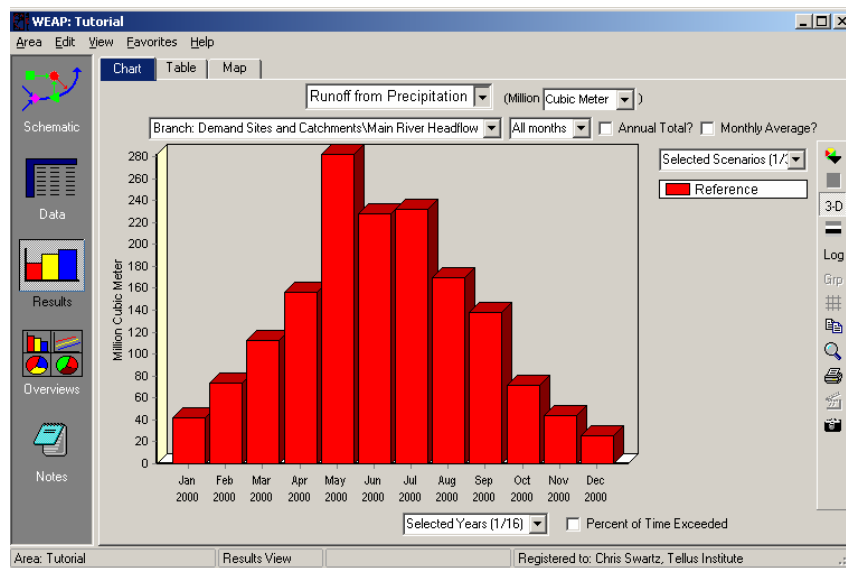 WEAP: Tutorial
Area Edit View Favorites Help
Chart Table Map
Runoff from Precipitation (Million Cubic Meter )
Branch: Demand Sites and Catchments\Main River Headflow All months Annual Total? Monthly Average?
Schematic
Data
Results
Overviews
Notes
Selected Scenarios (1/3
Reference
3-D
Log
Grp
Million Cubic Meter
280
260
240
220
200
180
160
140
120
100
80
60
40
20
0
Jan Feb Mar Apr May Jun Jul Aug Sep Oct Nov Dec
2000 2000 2000 2000 2000 2000 2000 2000 2000 2000 2000 2000
Selected Years (1/16) Percent of Time Exceeded
Area: Tutorial Results View Registered to: Chris Swartz, Tellus Institute